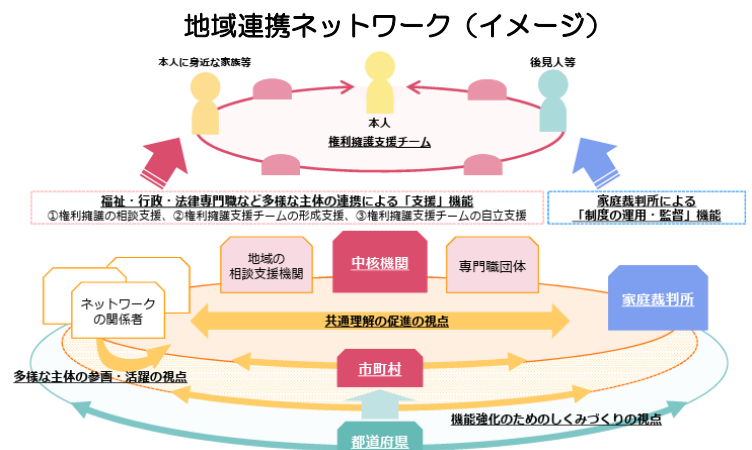 地域連携ネットワーク（イメージ）
本人に身近な家族等
後見人等
本人
権利擁護支援チーム
福祉・行政・法律専門職など多様な主体の連携による「支援」機能
①権利擁護の相談支援、②権利擁護支援チームの形成支援、③権利擁護支援チームの自立支援
家庭裁判所による
「制度の運用・監督」機能
地域の
相談支援機関
中核機関
専門職団体
ネットワーク
の関係者
家庭裁判所
共通理解の促進の視点
多様な主体の参画・活躍の視点
市町村
機能強化のためのしくみづくりの視点
都道府県